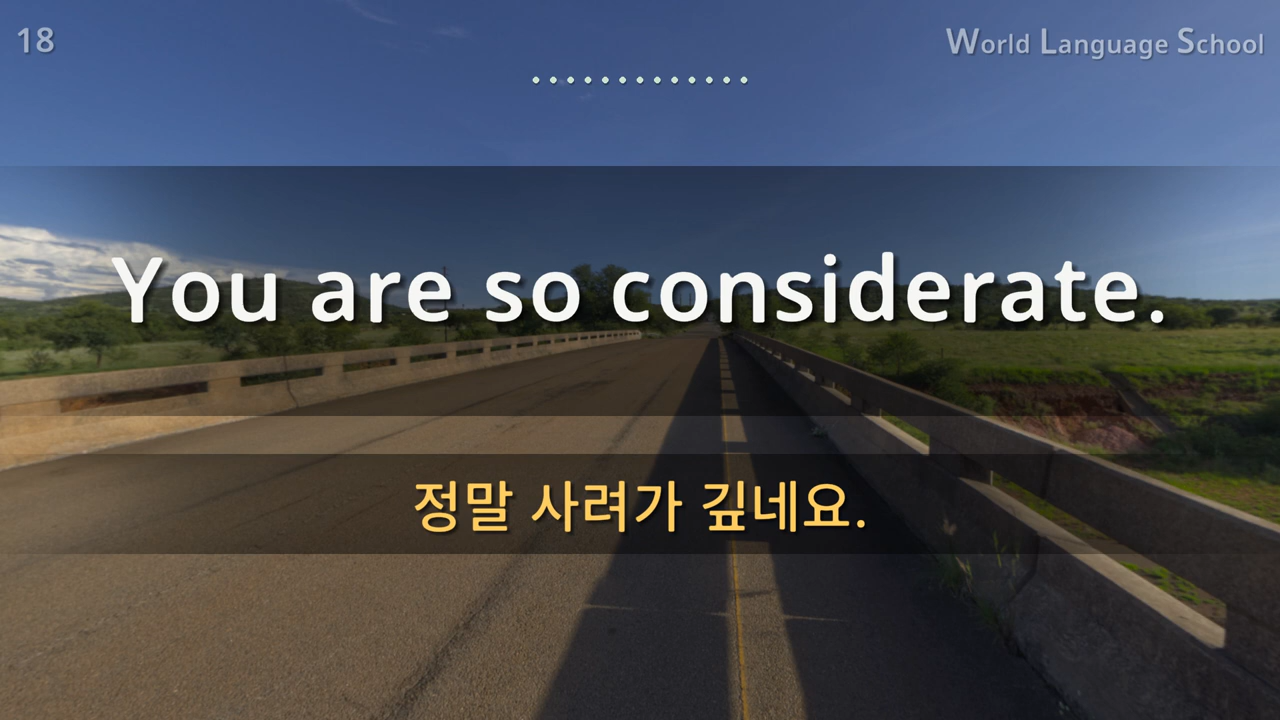 18
World Language School
You are so considerate.
정말 사려가 깊네요.